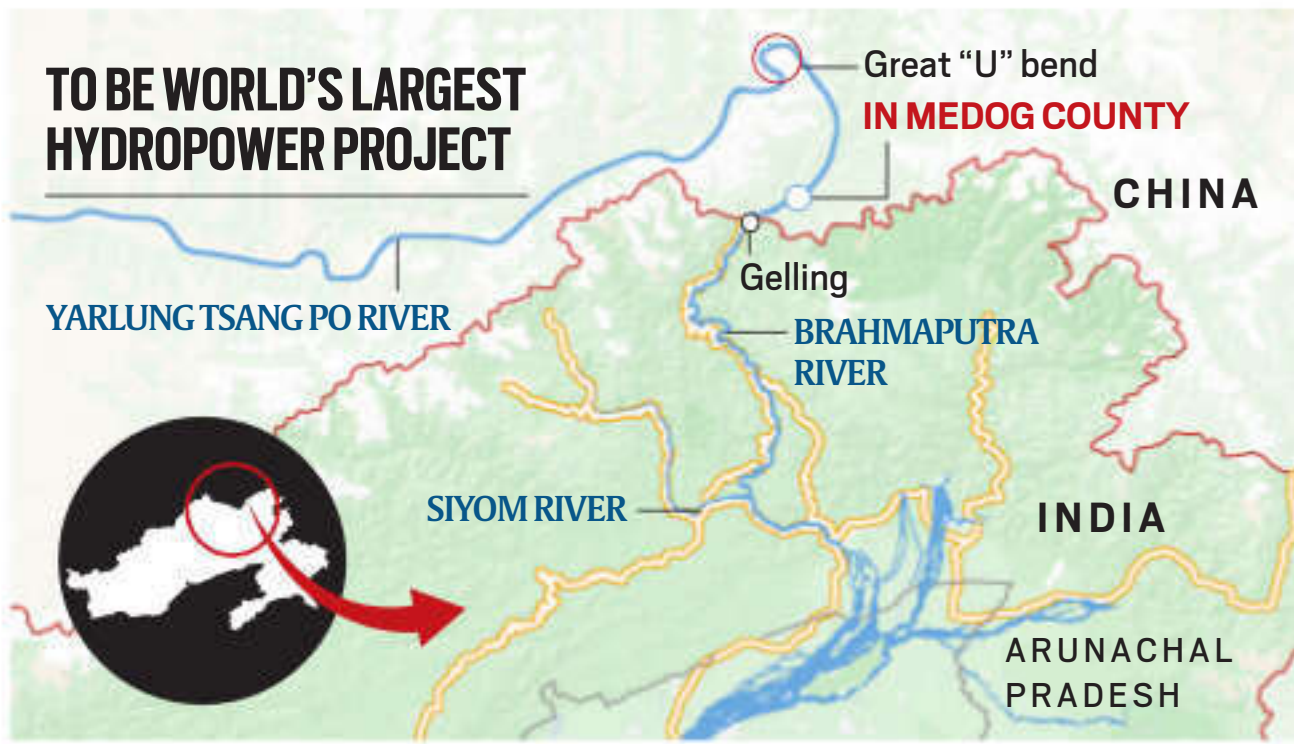 TO BE WORLD'S LARGEST
HYDROPOWER PROJECT
Great “U” bend
IN MEDOG COUNTY
CHINA
Gelling
YARLUNG TSANG PO RIVER
BRAHMAPUTRA
RIVER
SIYOM RIVER
INDIA
ARUNACHAL
PRADESH